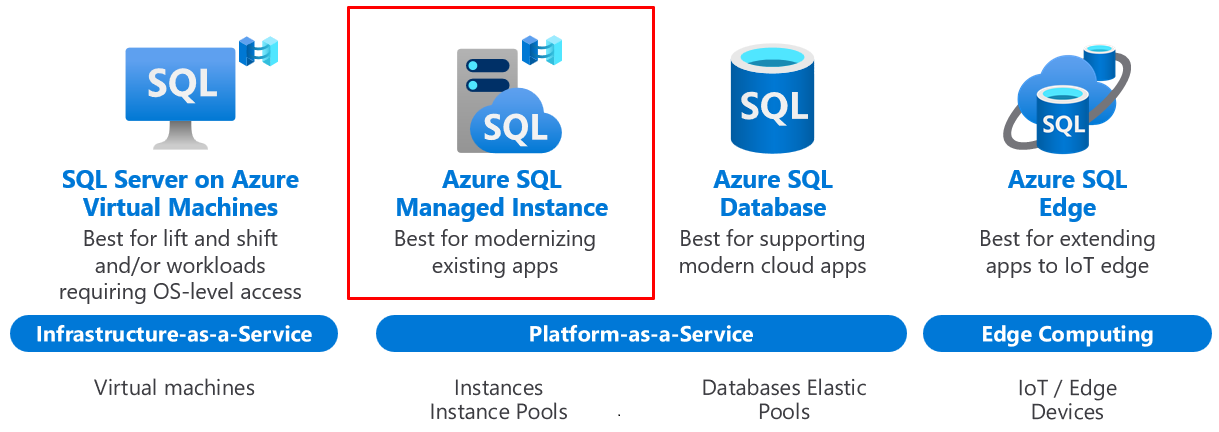 SQL
SQL Server on Azure
Virtual Machines
Best for lift and shift
and/or workloads
requiring OS-level access
SQL
Azure SQL
Managed Instance
Best for modernizing
existing apps
SQL
Azure SQL
Database
Best for supporting
modern cloud apps
SQL
Azure SQL
Edge
Best for extending
apps to IoT edge
Infrastructure-as-a-Service
Platform-as-a-Service
Edge Computing
Virtual machines
Instances
Instance Pools
.
Databases Elastic
Pools
IoT / Edge
Devices